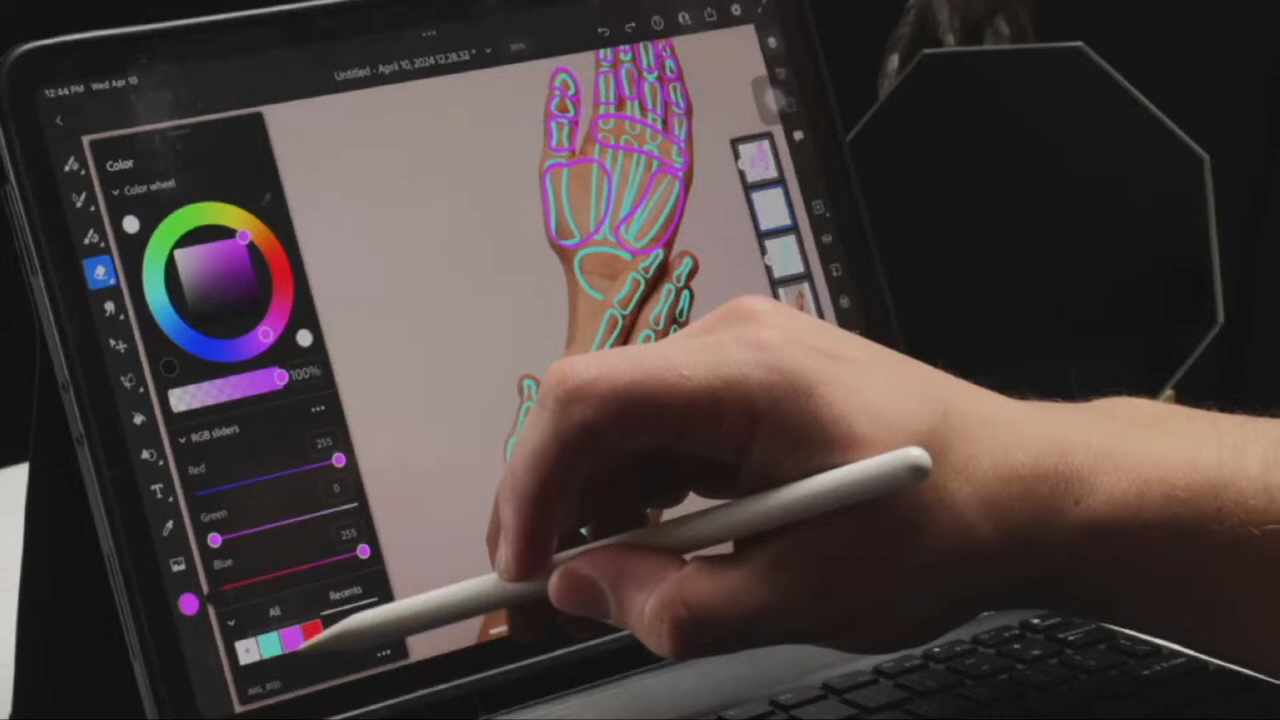 12:44 PM Wed Apr 10
Untitled - April 10, 2024 12.28.32 *
Color
Color wheel
100%
RGB sliders
Red
255
Green
0
Blue
255
All
Recents
T